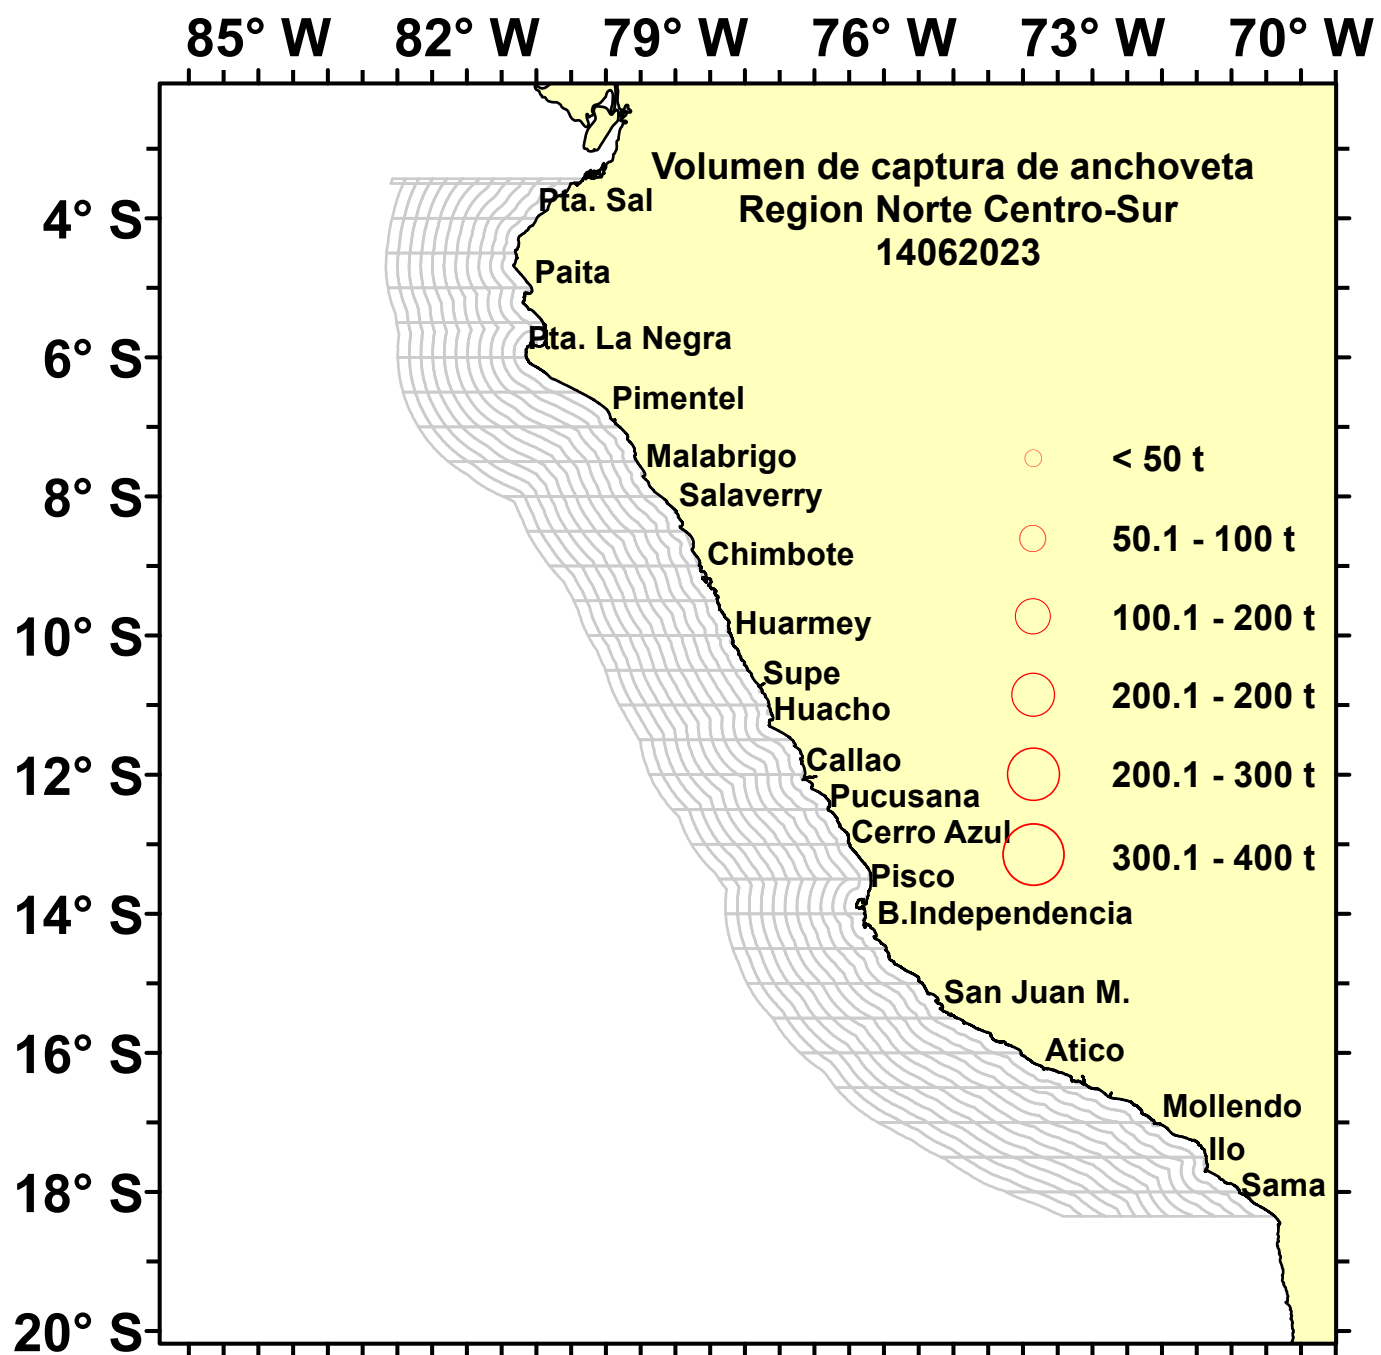 85° W 82° W 79° W 76° W 73° W 70° W
Volumen de captura de anchoveta
Region Norte Centro-Sur
14062023
4° S
6° S
8° S
10° S
12° S
14° S
16° S
18° S
20° S
Pta. Sal
Paita
Pta. La Negra
Pimentel
Malabrigo
Salaverry
Chimbote
Huarmey
Supe
Huacho
Callao
Pucusana
Cerro Azul
Pisco
B.Independencia
San Juan M.
Atico
Mollendo
Ilo
Sama
< 50 t
50.1 - 100 t
100.1 - 200 t
200.1 - 200 t
200.1 - 300 t
300.1 - 400 t